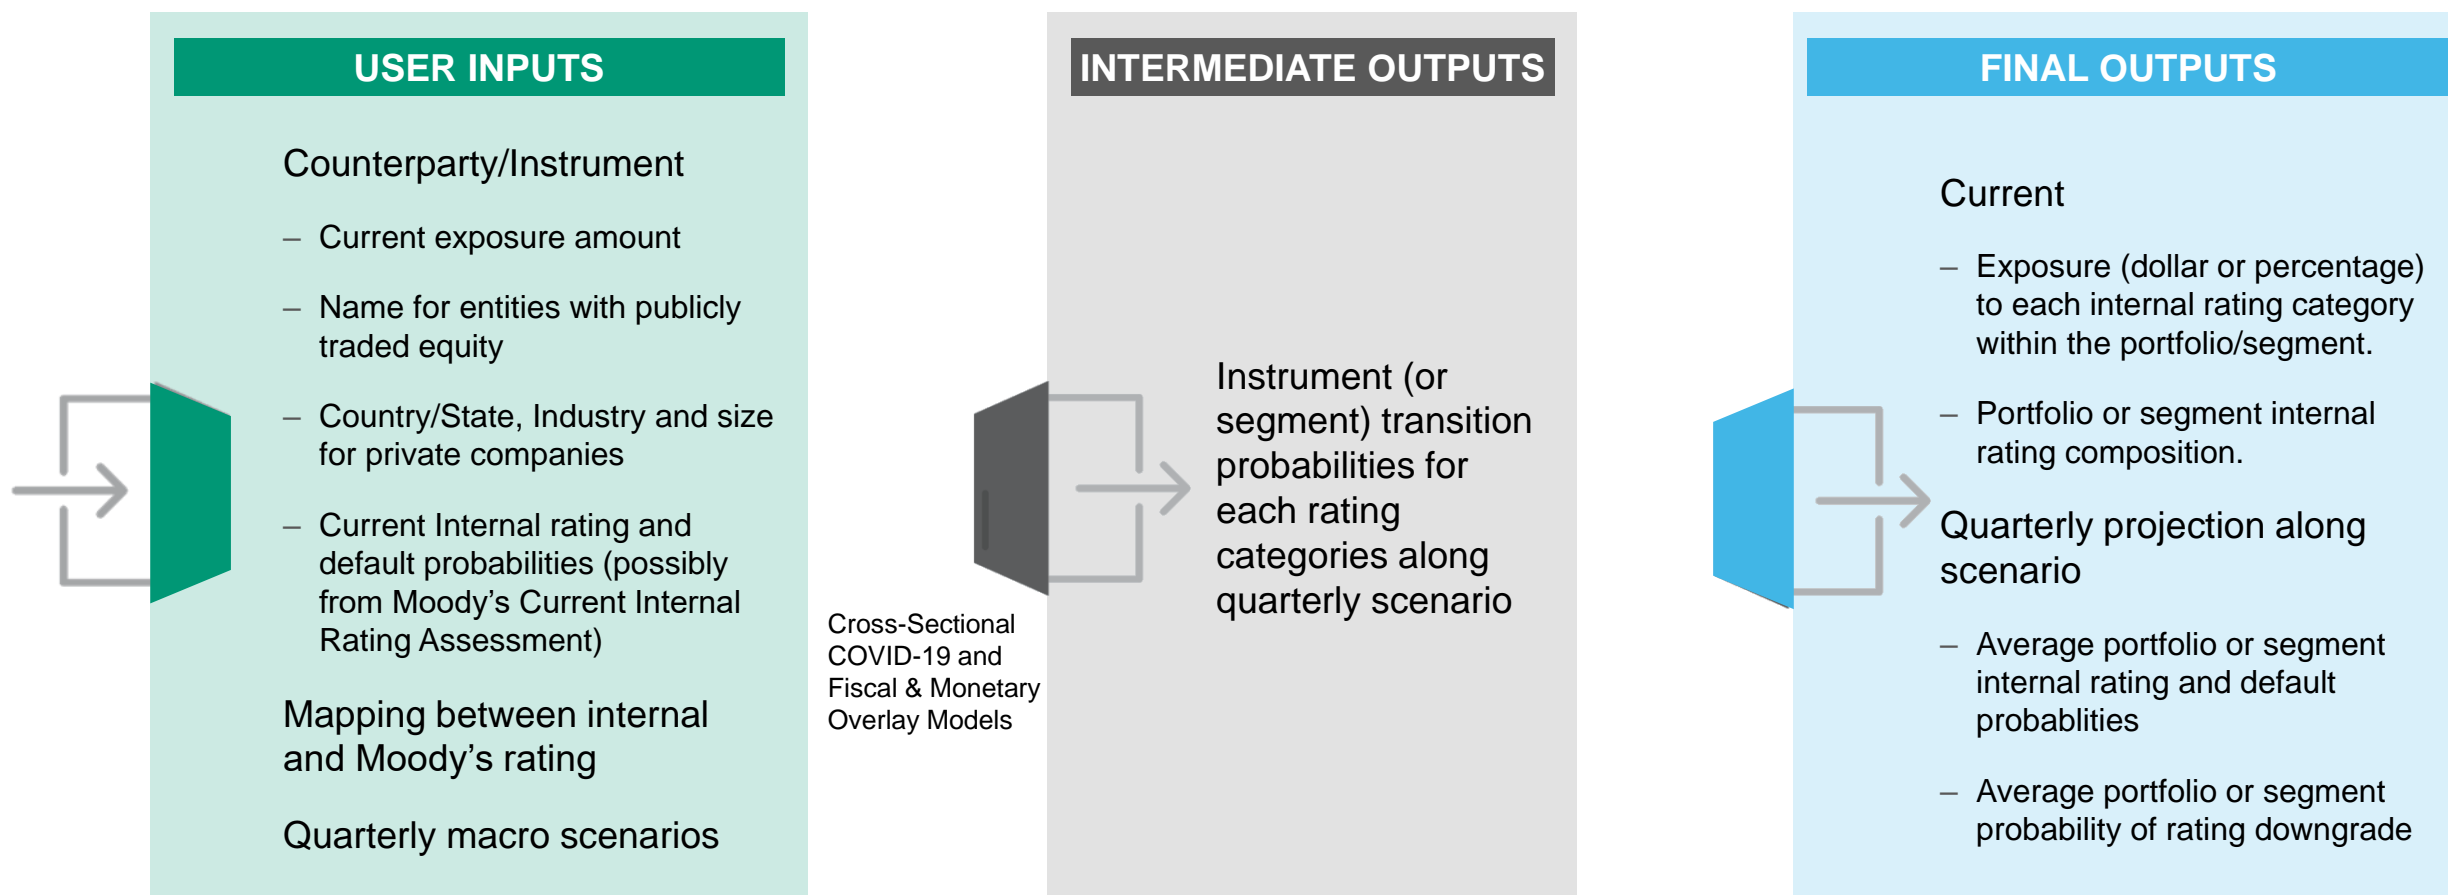 USER INPUTS
Counterparty/Instrument
– Current exposure amount
– Name for entities with publicly
traded equity
– Country/State, Industry and size
for private companies
– Current Internal rating and
default probabilities (possibly
from Moody’s Current Internal
Rating Assessment)
Mapping between internal
and Moody’s rating
Quarterly macro scenarios
Cross-Sectional
COVID-19 and
Fiscal & Monetary
Overlay Models
INTERMEDIATE OUTPUTS
Instrument (or
segment) transition
probabilities for
each rating
categories along
quarterly scenario
FINAL OUTPUTS
Current
– Exposure (dollar or percentage)
to each internal rating category
within the portfolio/segment.
– Portfolio or segment internal
rating composition.
Quarterly projection along
scenario
– Average portfolio or segment
internal rating and default
probablities
– Average portfolio or segment
probability of rating downgrade